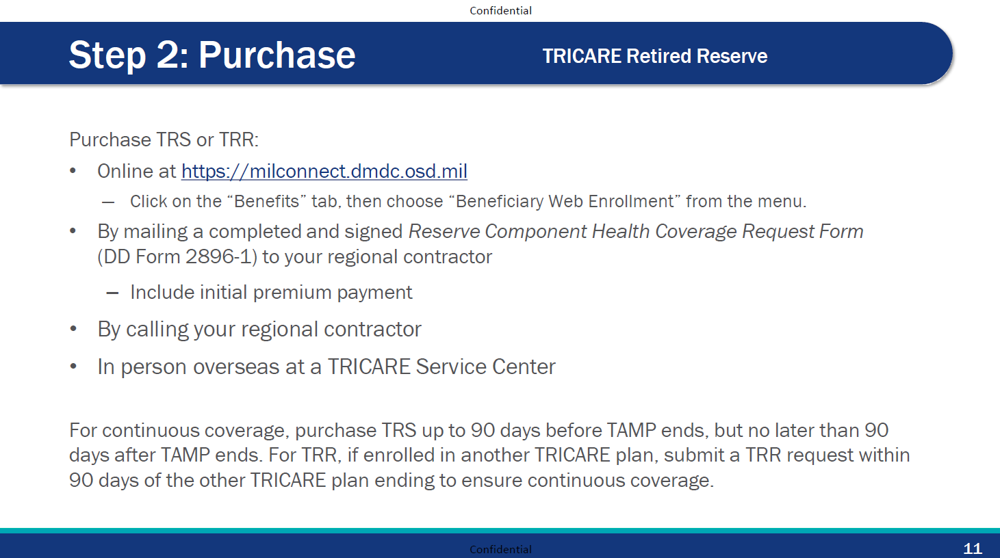 Confidential
Step 2: Purchase
TRICARE Retired Reserve
Purchase TRS or TRR:
• Online at https://milconnect.dmdc.osd.mil
— Click on the “Benefits” tab, then choose “Beneficiary Web Enrollment” from the menu.
• By mailing a completed and signed Reserve Component Health Coverage Request Form
(DD Form 2896-1) to your regional contractor
– Include initial premium payment
• By calling your regional contractor
• In person overseas at a TRICARE Service Center
For continuous coverage, purchase TRS up to 90 days before TAMP ends, but no later than 90
days after TAMP ends. For TRR, if enrolled in another TRICARE plan, submit a TRR request within
90 days of the other TRICARE plan ending to ensure continuous coverage.
Confidential
11